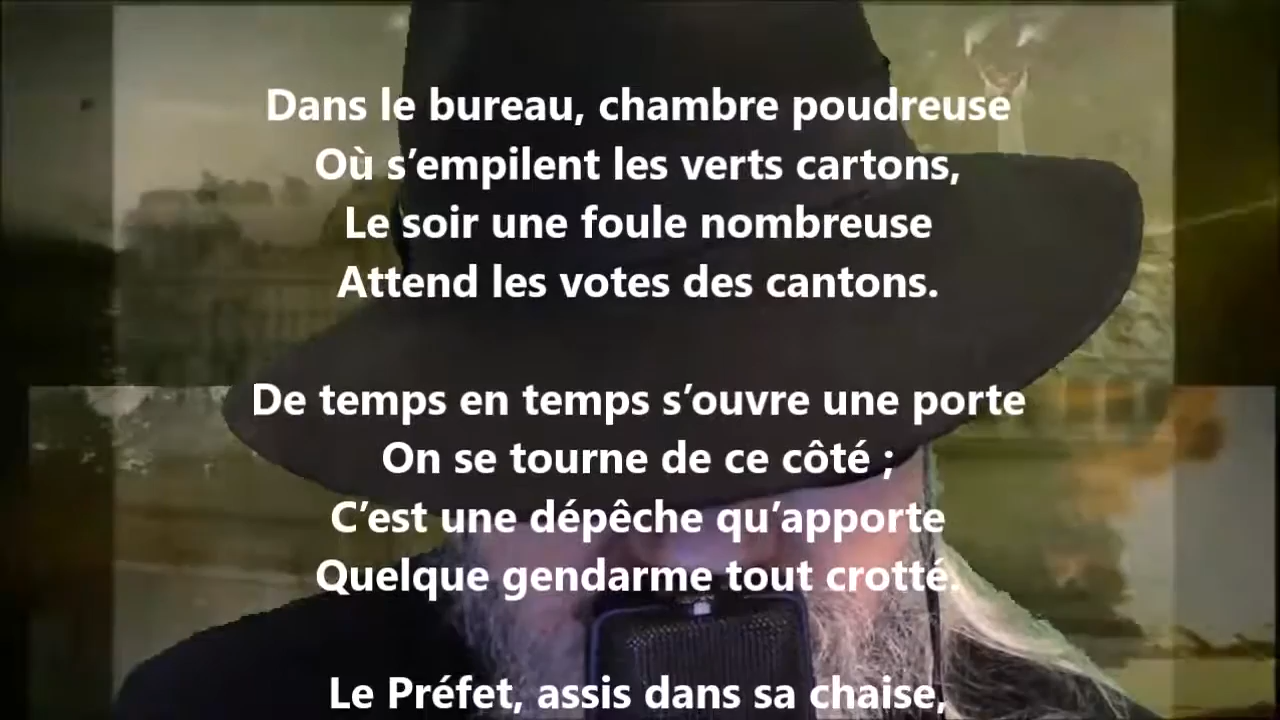 Dans le bureau, chambre poudreuse
Où s’empilent les verts cartons,
Le soir une foule nombreuse
Attend les votes des cantons.
De temps en temps s’ouvre une porte
On se tourne de ce côté ;
C’est une dépêche qu’apporte
Quelque gendarme tout crotté.
Le Préfet, assis dans sa chaise,